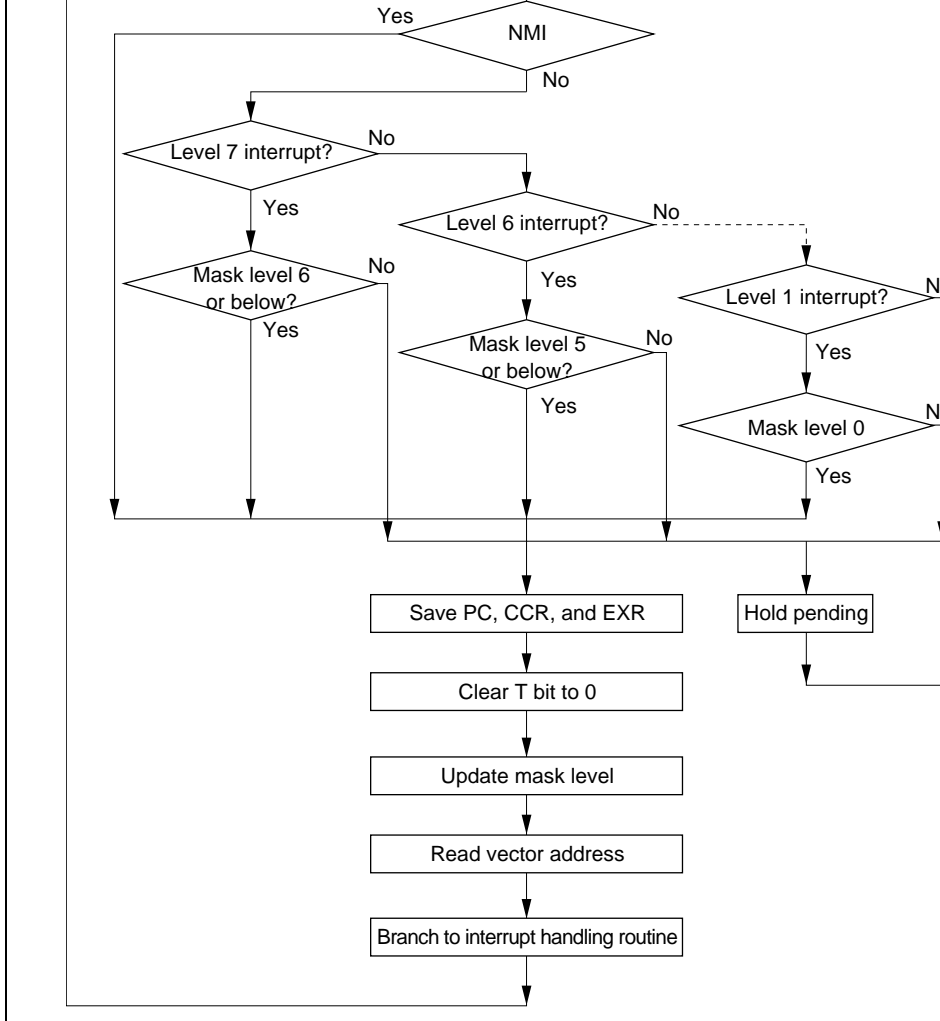 Yes
NMI
No
Level 7 interrupt?
No
Yes
Level 6 interrupt?
No
Mask level 6
or below?
No
Yes
Level 1 interrupt?
Yes
Mask level 5
or below?
No
Yes
Yes
Mask level 0
Yes
Save PC, CCR, and EXR
Hold pending
Clear T bit to 0
Update mask level
Read vector address
Branch to interrupt handling routine